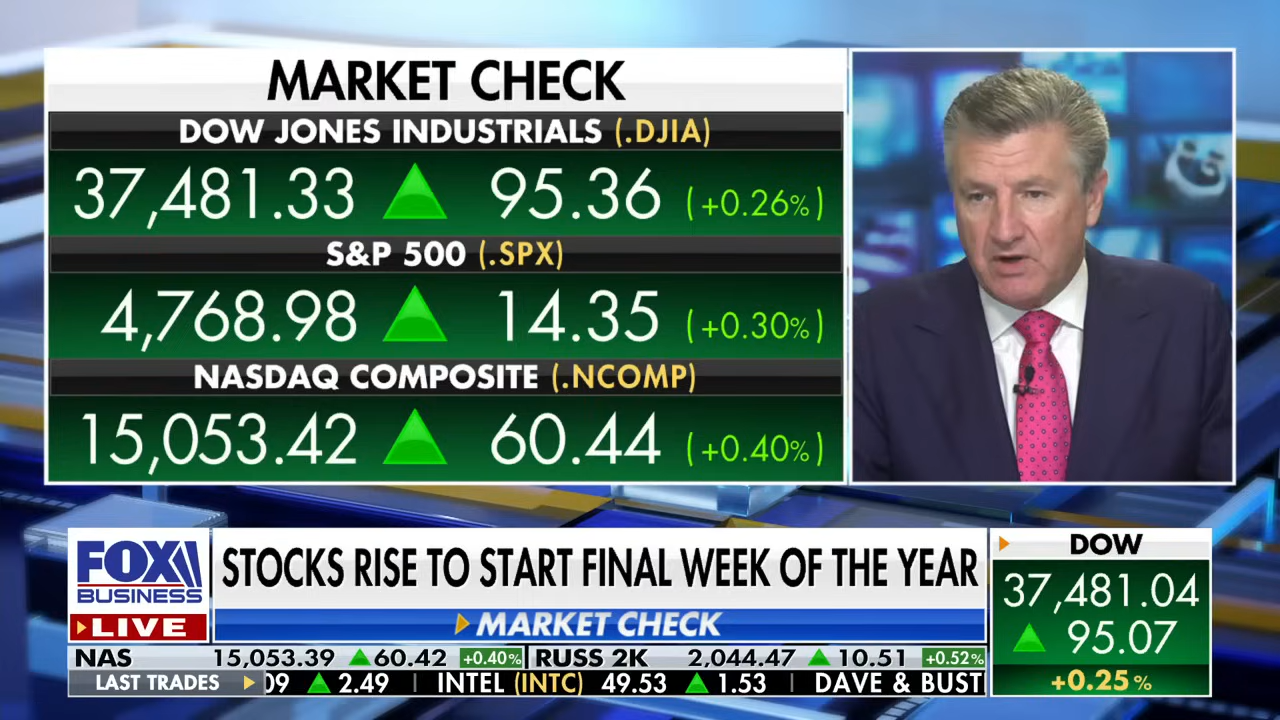 MARKET CHECK
DOW JONES INDUSTRIALS (.DJIA)
37,481.33 ▲ 95.36 (+0.26%)
S&P 500 (.SPX)
4,768.98 ▲ 14.35 (+0.30%)
NASDAQ COMPOSITE (.NCOMP)
15,053.42 ▲ 60.44 (+0.40%)
FOX
BUSINESS
LIVE
STOCKS RISE TO START FINAL WEEK OF THE YEAR
MARKET CHECK
DOW
37,481.04
▲ 95.07
+0.25%
NAS 15,053.39 ▲ 60.42 +0.40% RUSS 2K 2,044.47 ▲ 10.51 +0.52%
LAST TRADES 09 ▲ 2.49 | INTEL (INTC) 49.53 ▲ 1.53 | DAVE & BUST